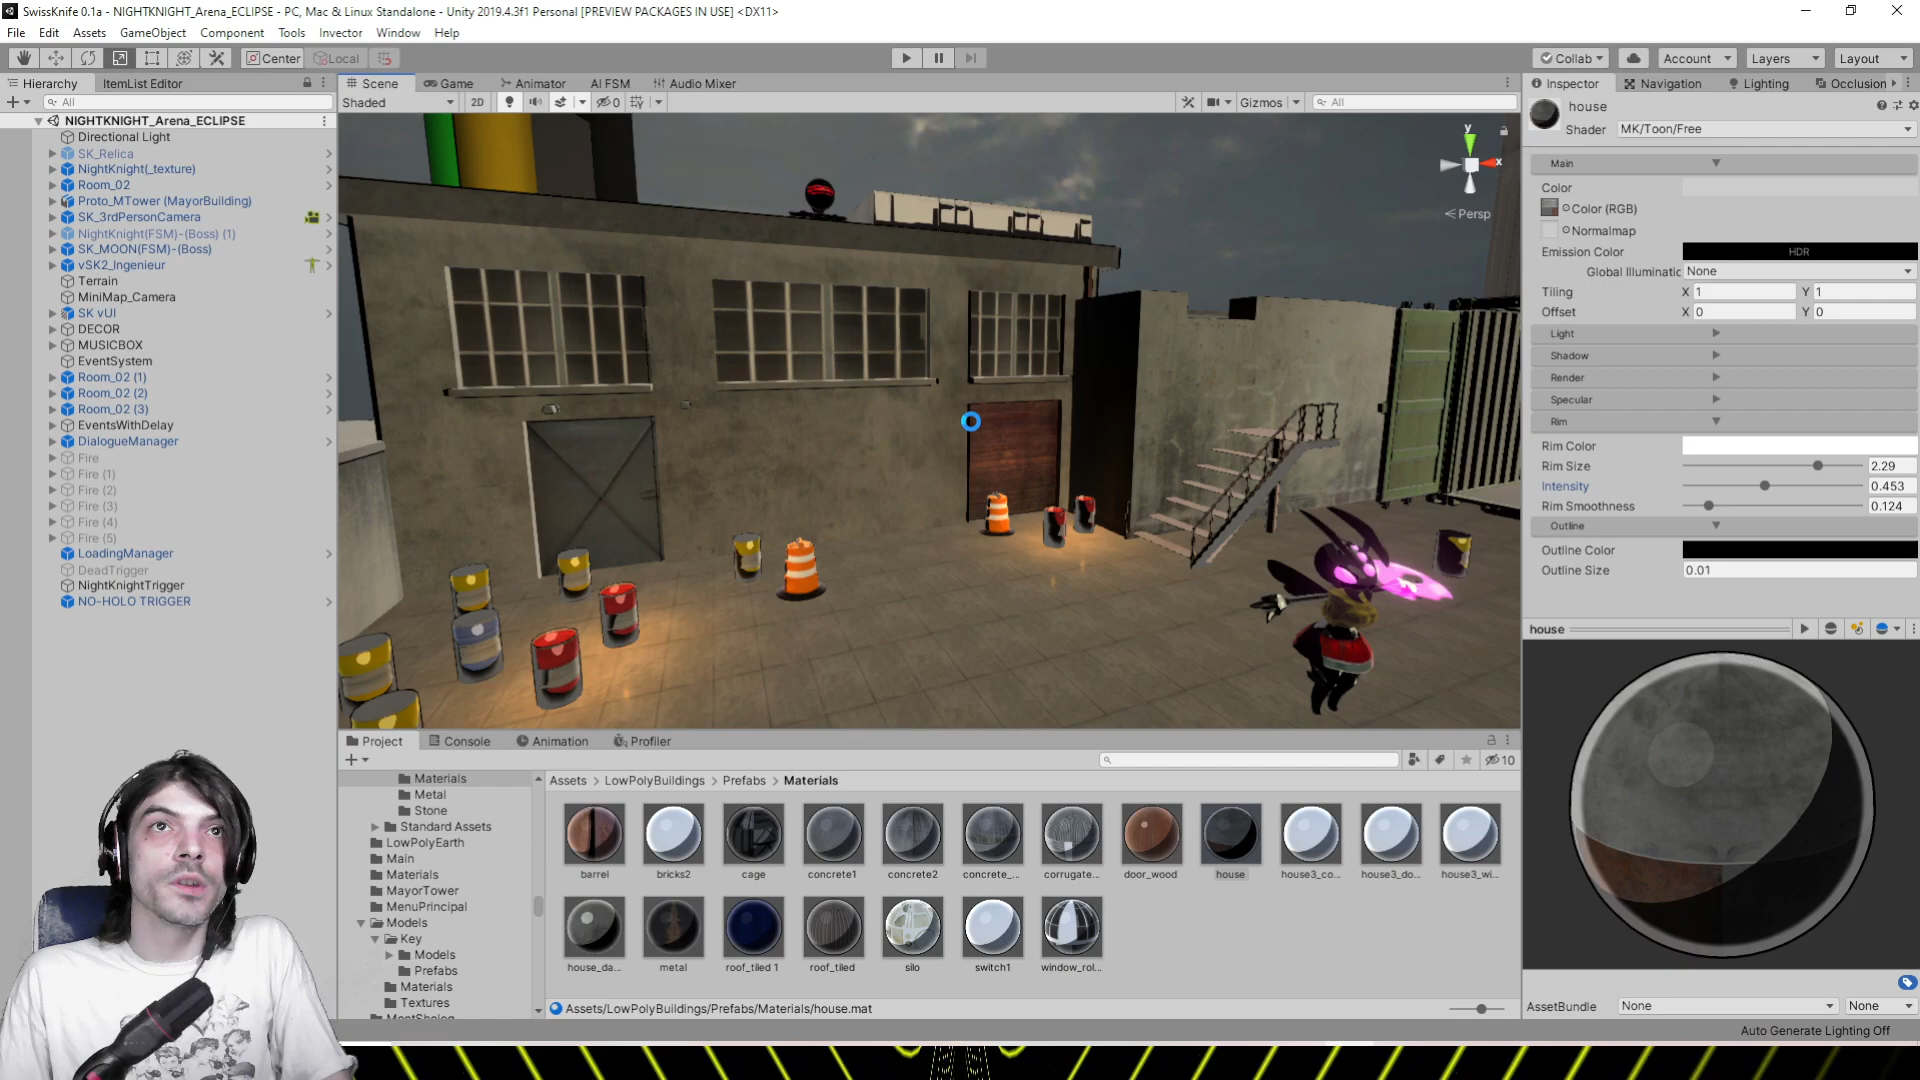 SwissKnife 0.1a - NIGHTKNIGHT_Arena_ECLIPSE - PC, Mac & Linux Standalone - Unity 2019.4.3f1 Personal [PREVIEW PACKAGES IN USE] <DX11>
File Edit Assets GameObject Component Tools Invector Window Help
Center Local Collab Account Layers Layout
Hierarchy ItemList Editor Scene Game Animator AI FSM Audio Mixer Inspector Navigation Lighting Occlusion
All Shaded 2D 0 Gizmos All
NIGHTKNIGHT_Arena_ECLIPSE
Directional Light
SK_Relica
NightKnight(_texture)
Room_02
Proto_MTower (MayorBuilding)
SK_3rdPersonCamera
NightKnight(FSM)-(Boss) (1)
SK_MOON(FSM)-(Boss)
vSK2_Ingenieur
Terrain
MiniMap_Camera
SK vUI
DECOR
MUSICBOX
EventSystem
Room_02 (1)
Room_02 (2)
Room_02 (3)
EventsWithDelay
DialogueManager
Fire
Fire (1)
Fire (2)
Fire (3)
Fire (4)
Fire (5)
LoadingManager
DeadTrigger
NightKnightTrigger
NO-HOLO TRIGGER
y
x
Persp
house
Shader MK/Toon/Free
Main
Color
Color (RGB)
Normalmap
Emission Color HDR
Global Illuminatic None
Tiling X 1 Y 1
Offset X 0 Y 0
Light
Shadow
Render
Specular
Rim
Rim Color
Rim Size 2.29
Intensity 0.453
Rim Smoothness 0.124
Outline
Outline Color
Outline Size 0.01
house
Project Console Animation Profiler
10
Materials
Metal
Stone
Standard Assets
LowPolyEarth
Main
Materials
MayorTower
MenuPrincipal
Models
Key
Models
Prefabs
Materials
Textures
Assets > LowPolyBuildings > Prefabs > Materials
barrel bricks2 cage concrete1 concrete2 concrete_... corrugate... door_wood house house3_co... house3_do... house3_wi...
house_da... metal roof_tiled 1 roof_tiled silo switch1 window_rol...
Assets/LowPolyBuildings/Prefabs/Materials/house.mat
AssetBundle None None
Auto Generate Lighting Off